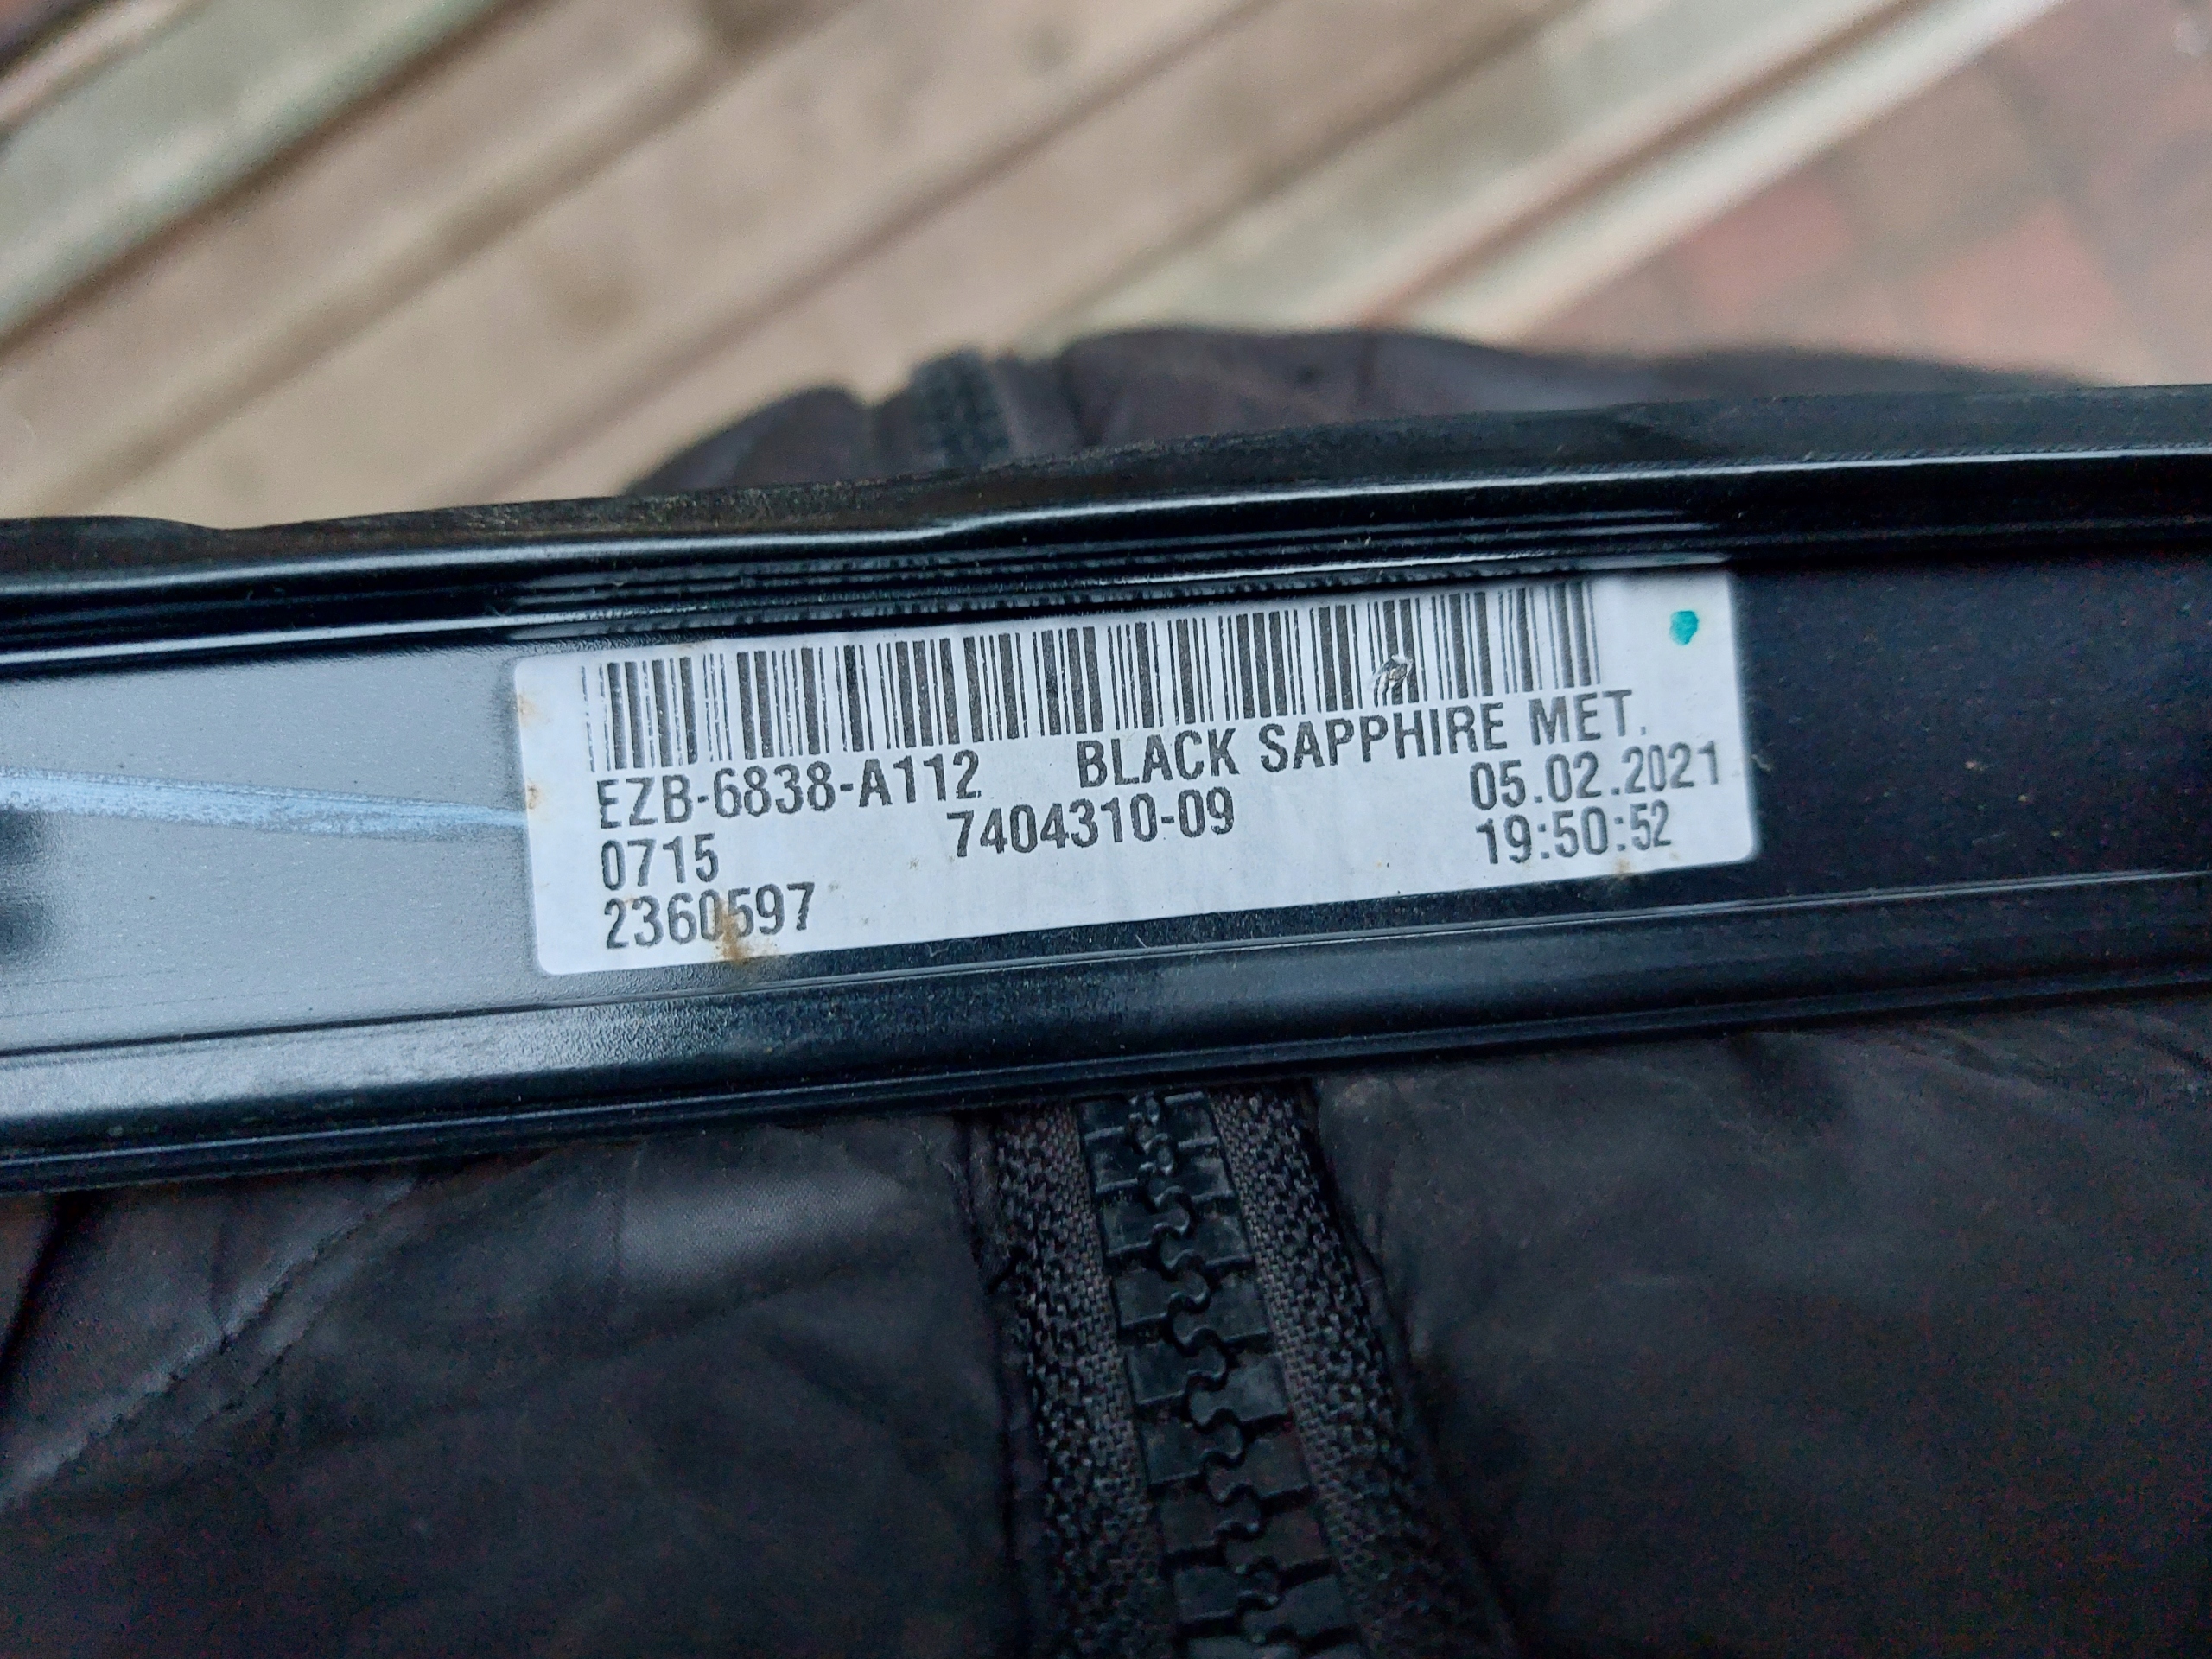 EZB-6838-A112 BLACK SAPPHIRE MET.
0715 7404310-09 05.02.2021
2360597 19:50:52